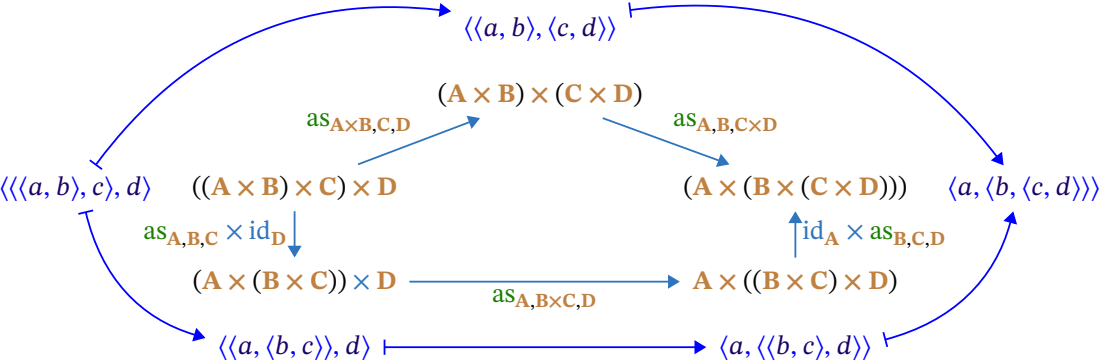 ⟨⟨a, b⟩, ⟨c, d⟩⟩
(A × B) × (C × D)
as_{A×B,C,D} as_{A,B,C×D}
⟨⟨⟨a, b⟩, c⟩, d⟩ ((A × B) × C) × D (A × (B × (C × D))) ⟨a, ⟨b, ⟨c, d⟩⟩⟩
as_{A,B,C} × id_D id_A × as_{B,C,D}
(A × (B × C)) × D A × ((B × C) × D)
as_{A,B×C,D}
⟨⟨a, ⟨b, c⟩⟩, d⟩ ⟨a, ⟨⟨b, c⟩, d⟩⟩